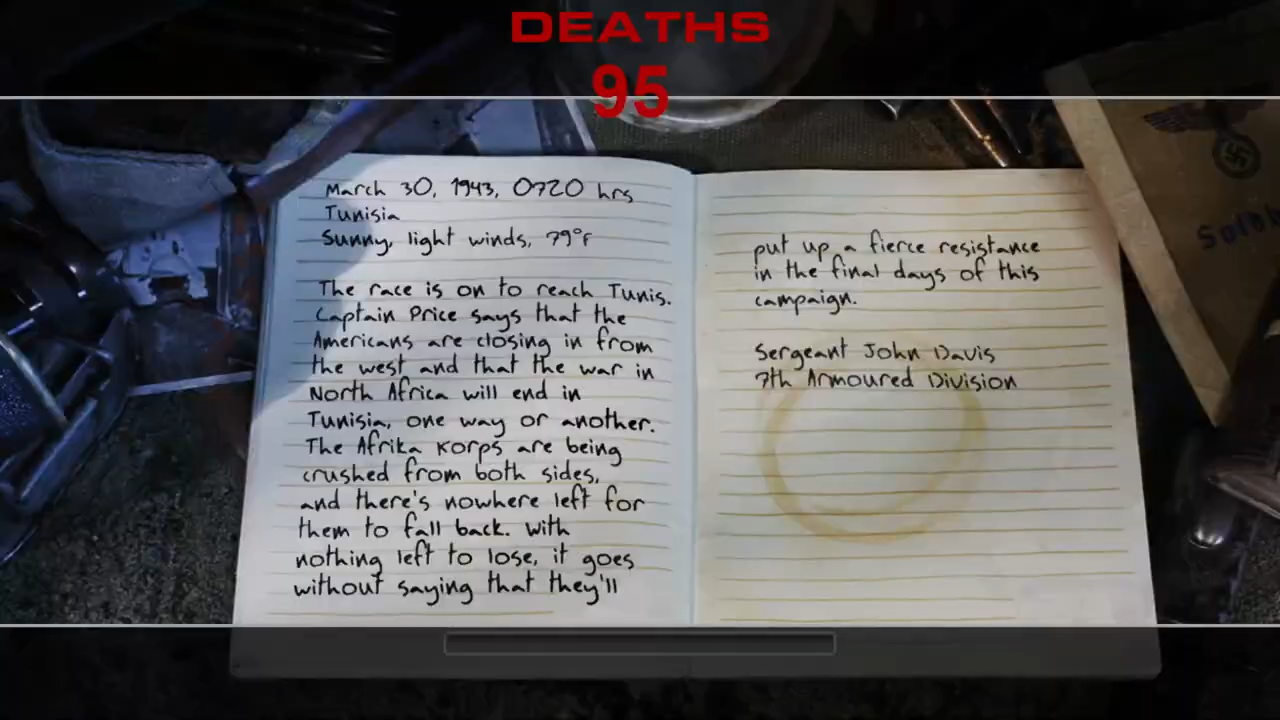 DEATHS
95
March 30, 1943, 0720 hrs
Tunisia
Sunny, light winds, 79°F
The race is on to reach Tunis.
Captain Price says that the
Americans are closing in from
the west and that the war in
North Africa will end in
Tunisia, one way or another.
The Afrika Korps are being
crushed from both sides,
and there's nowhere left for
them to fall back. With
nothing left to lose, it goes
without saying that they'll
put up a fierce resistance
in the final days of this
campaign.
Sergeant John Davis
7th Armoured Division